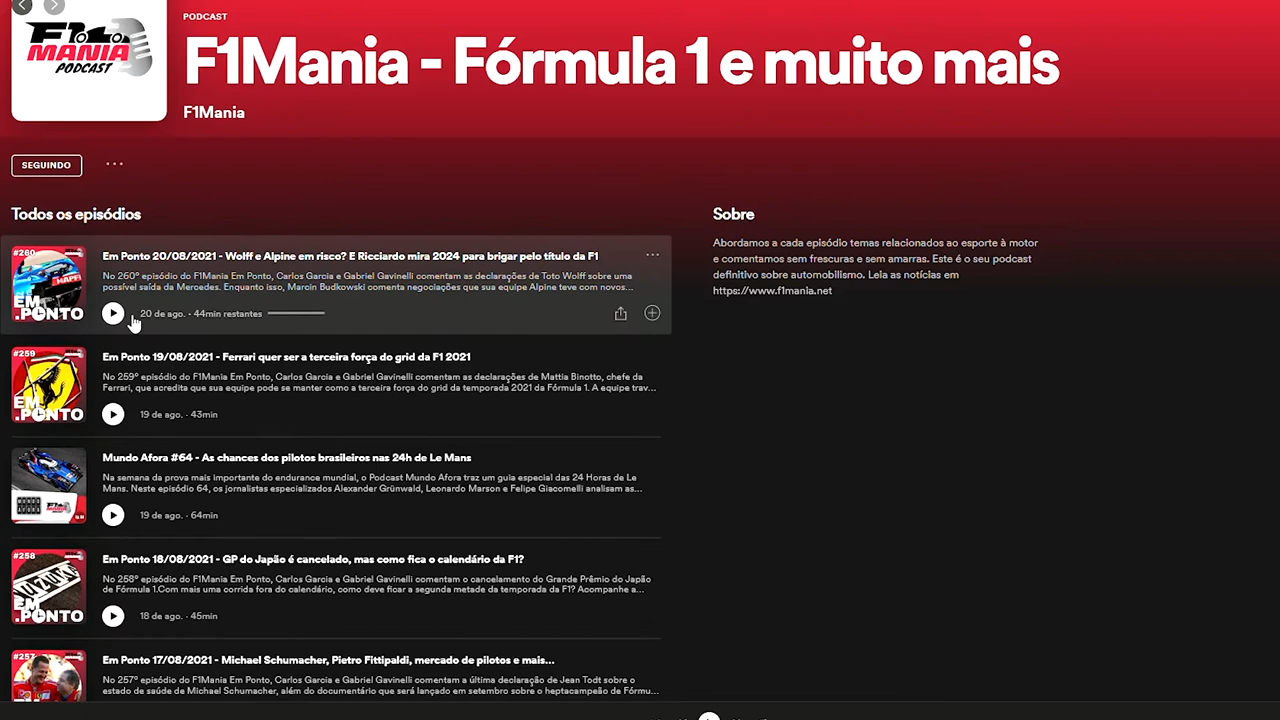 PODCAST
F1Mania - Fórmula 1 e muito mais
F1Mania
F1
MANIA
PODCAST
SEGUINDO
Todos os episódios
Sobre
Abordamos a cada episódio temas relacionados ao esporte à motor
e comentamos sem frescuras e sem amarras. Este é o seu podcast
definitivo sobre automobilismo. Leia as notícias em
https://www.f1mania.net
#260
EM
.PONTO
Em Ponto 20/08/2021 - Wolff e Alpine em risco? E Ricciardo mira 2024 para brigar pelo título da F1
No 260º episódio do F1Mania Em Ponto, Carlos Garcia e Gabriel Gavinelli comentam as declarações de Toto Wolff sobre uma
possível saída da Mercedes. Enquanto isso, Marcin Budkowski comenta negociações que sua equipe Alpine teve com novos...
20 de ago. · 44min restantes
#259
EM
.PONTO
Em Ponto 19/08/2021 - Ferrari quer ser a terceira força do grid da F1 2021
No 259º episódio do F1Mania Em Ponto, Carlos Garcia e Gabriel Gavinelli comentam as declarações de Mattia Binotto, chefe da
Ferrari, que acredita que sua equipe pode se manter como a terceira força do grid da temporada 2021 da Fórmula 1. A equipe trav...
19 de ago. · 43min
Mundo Afora #64 - As chances dos pilotos brasileiros nas 24h de Le Mans
Na semana da prova mais importante do endurance mundial, o Podcast Mundo Afora traz um guia especial das 24 Horas de Le
Mans. Neste episódio 64, os jornalistas especializados Alexander Grünwald, Leonardo Marson e Felipe Giacomelli analisam as...
19 de ago. · 64min
#258
EM
.PONTO
Em Ponto 18/08/2021 - GP do Japão é cancelado, mas como fica o calendário da F1?
No 258º episódio do F1Mania Em Ponto, Carlos Garcia e Gabriel Gavinelli comentam o cancelamento do Grande Prêmio do Japão
de Fórmula 1.Com mais uma corrida fora do calendário, como deve ficar a segunda metade da temporada da F1? Acompanhe a...
18 de ago. · 45min
#257
Em Ponto 17/08/2021 - Michael Schumacher, Pietro Fittipaldi, mercado de pilotos e mais...
No 257º episódio do F1Mania Em Ponto, Carlos Garcia e Gabriel Gavinelli comentam a última declaração de Jean Todt sobre o
estado de saúde de Michael Schumacher, além do documentário que será lançado em setembro sobre o heptacampeão de Fórmu...